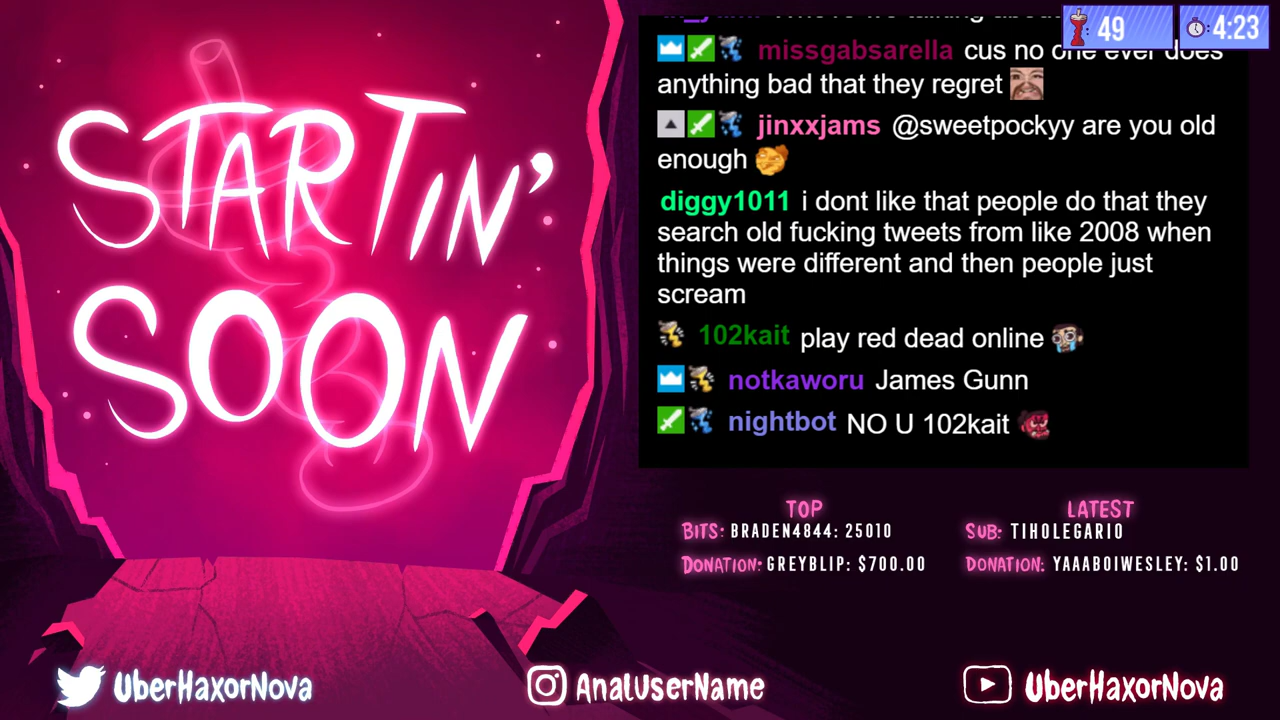 STARTIN'
SOON
49
4:23
missgabsarella cus no one ever does
anything bad that they regret
jinxxjams @sweetpockyy are you old
enough
diggy1011 i dont like that people do that they
search old fucking tweets from like 2008 when
things were different and then people just
scream
102kait play red dead online
notkaworu James Gunn
nightbot NO U 102kait
TOP
BITS: BRADEN4844: 25010
DONATION: GREYBLIP: $700.00
LATEST
SUB: TIHOLEGARIO
DONATION: YAAABOIWESLEY: $1.00
UberHaxorNova
AnalUserName
UberHaxorNova